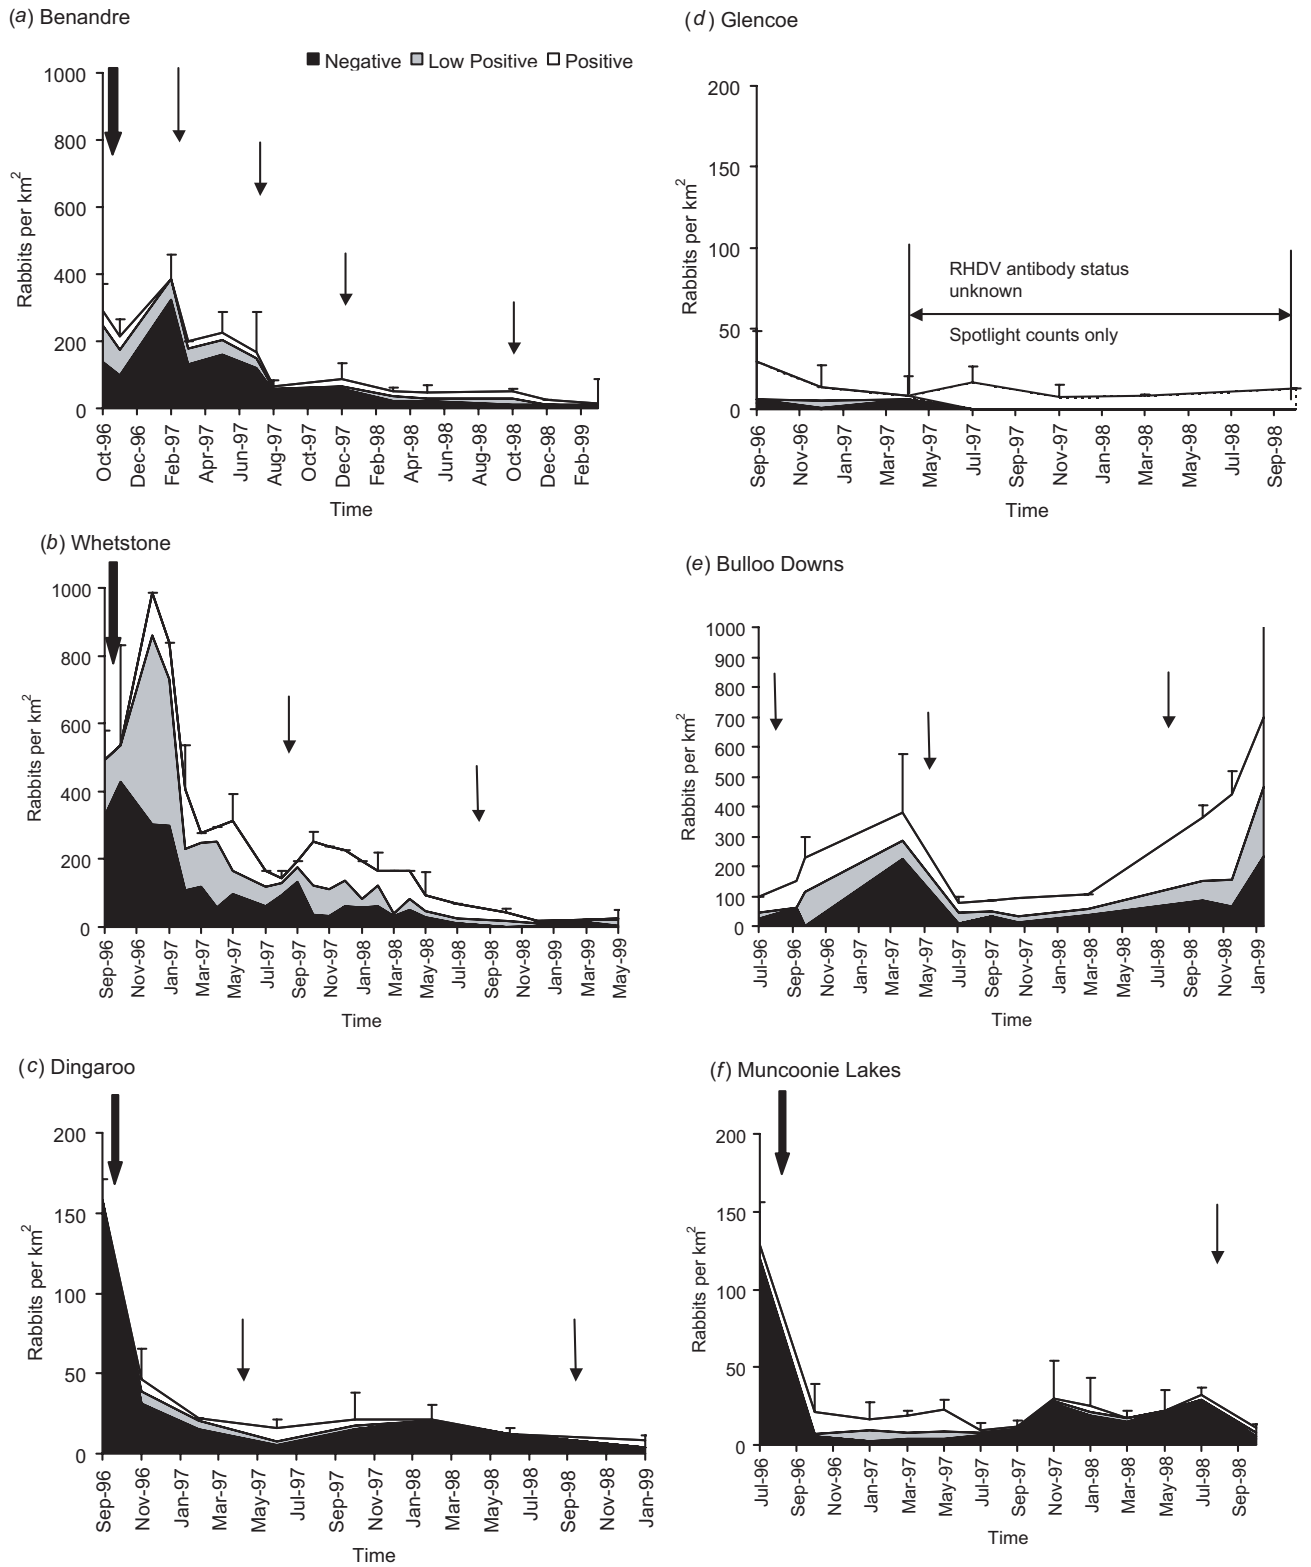 (a) Benandre
Negative Low Positive Positive
1000
800
600
400
200
0
Rabbits per km2
Oct-96
Dec-96
Feb-97
Apr-97
Jun-97
Aug-97
Oct-97
Dec-97
Feb-98
Apr-98
Jun-98
Aug-98
Oct-98
Dec-98
Feb-99
Time
(b) Whetstone
1000
800
600
400
200
0
Rabbits per km2
Sep-96
Nov-96
Jan-97
Mar-97
May-97
Jul-97
Sep-97
Nov-97
Jan-98
Mar-98
May-98
Jul-98
Sep-98
Nov-98
Jan-99
Mar-99
May-99
Time
(c) Dingaroo
200
150
100
50
0
Rabbits per km2
Sep-96
Nov-96
Jan-97
Mar-97
May-97
Jul-97
Sep-97
Nov-97
Jan-98
Mar-98
May-98
Jul-98
Sep-98
Nov-98
Jan-99
Time
(d) Glencoe
200
150
100
50
0
Rabbits per km2
RHDV antibody status
unknown
Spotlight counts only
Sep-96
Nov-96
Jan-97
Mar-97
May-97
Jul-97
Sep-97
Nov-97
Jan-98
Mar-98
May-98
Jul-98
Sep-98
Time
(e) Bulloo Downs
1000
900
800
700
600
500
400
300
200
100
0
Rabbits per km2
Jul-96
Sep-96
Nov-96
Jan-97
Mar-97
May-97
Jul-97
Sep-97
Nov-97
Jan-98
Mar-98
May-98
Jul-98
Sep-98
Nov-98
Jan-99
Time
(f) Muncoonie Lakes
200
150
100
50
0
Rabbits per km2
Jul-96
Sep-96
Nov-96
Jan-97
Mar-97
May-97
Jul-97
Sep-97
Nov-97
Jan-98
Mar-98
May-98
Jul-98
Sep-98
Time